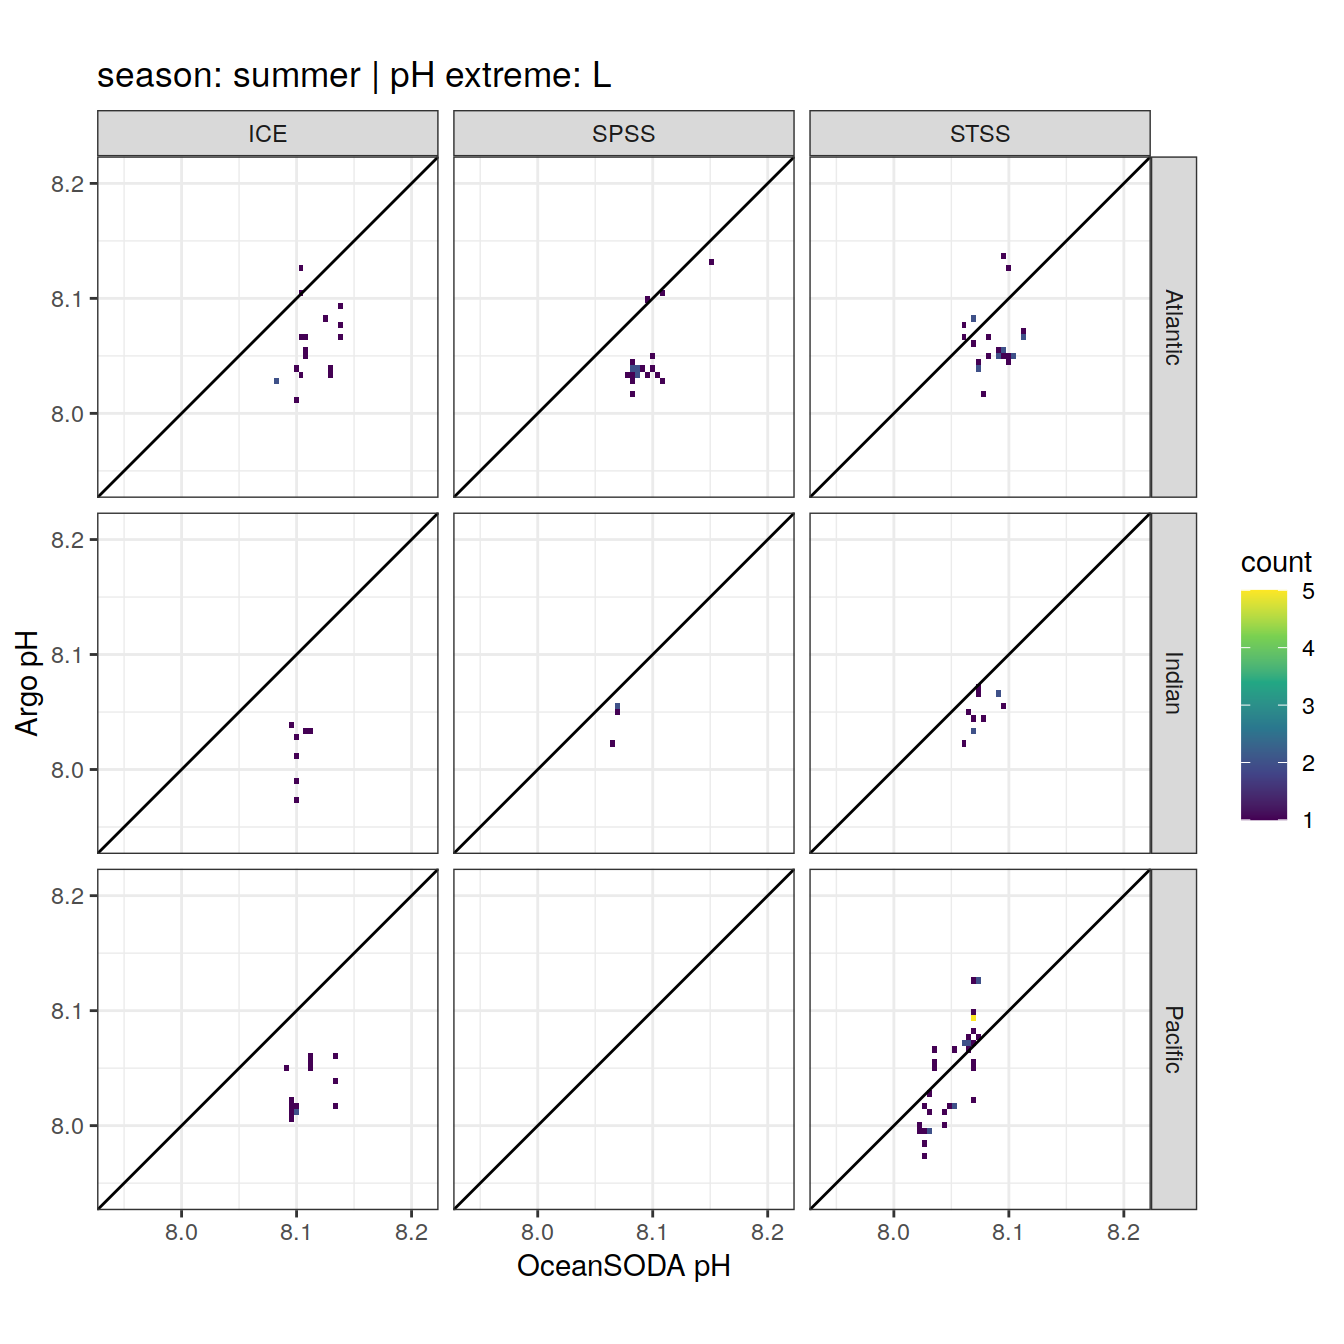 season: summer | pH extreme: L
ICE SPSS STSS
8.2
8.1
8.0
Atlantic
8.2
8.1
8.0
Indian
8.2
8.1
8.0
Pacific
8.0 8.1 8.2 8.0 8.1 8.2 8.0 8.1 8.2
OceanSODA pH
Argo pH
count
5
4
3
2
1